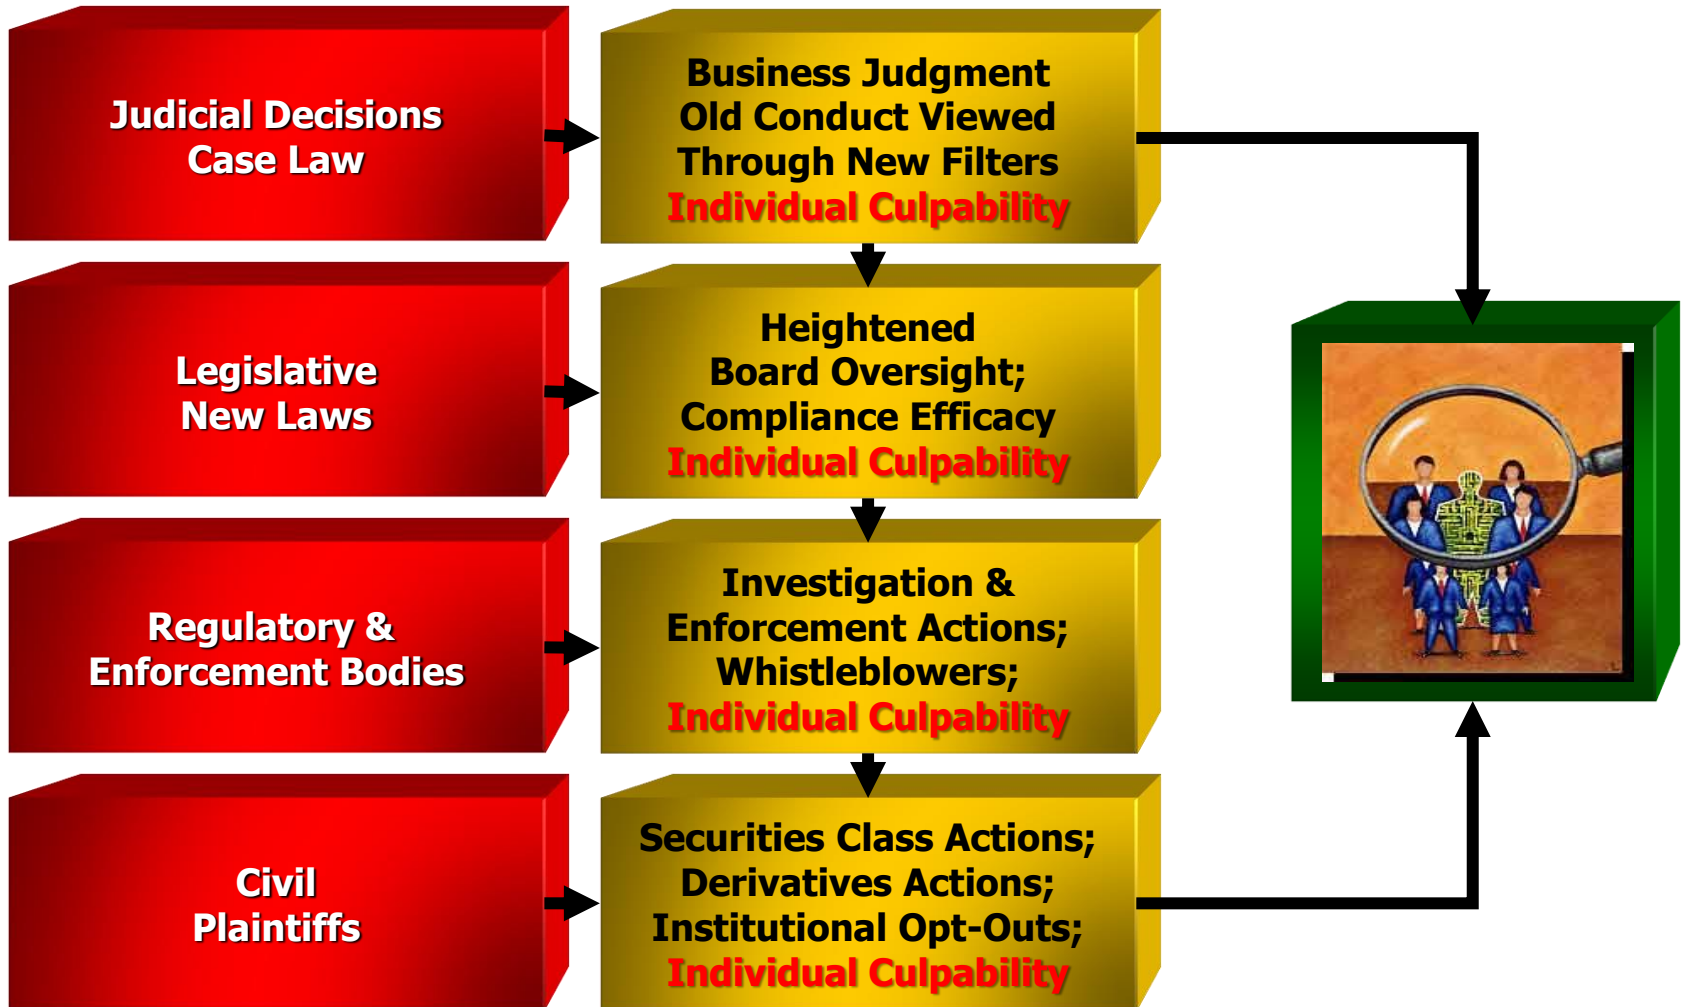 Judicial Decisions
Case Law
Business Judgment
Old Conduct Viewed
Through New Filters
Individual Culpability
Legislative
New Laws
Heightened
Board Oversight;
Compliance Efficacy
Individual Culpability
Regulatory &
Enforcement Bodies
Investigation &
Enforcement Actions;
Whistleblowers;
Individual Culpability
Civil
Plaintiffs
Securities Class Actions;
Derivatives Actions;
Institutional Opt-Outs;
Individual Culpability